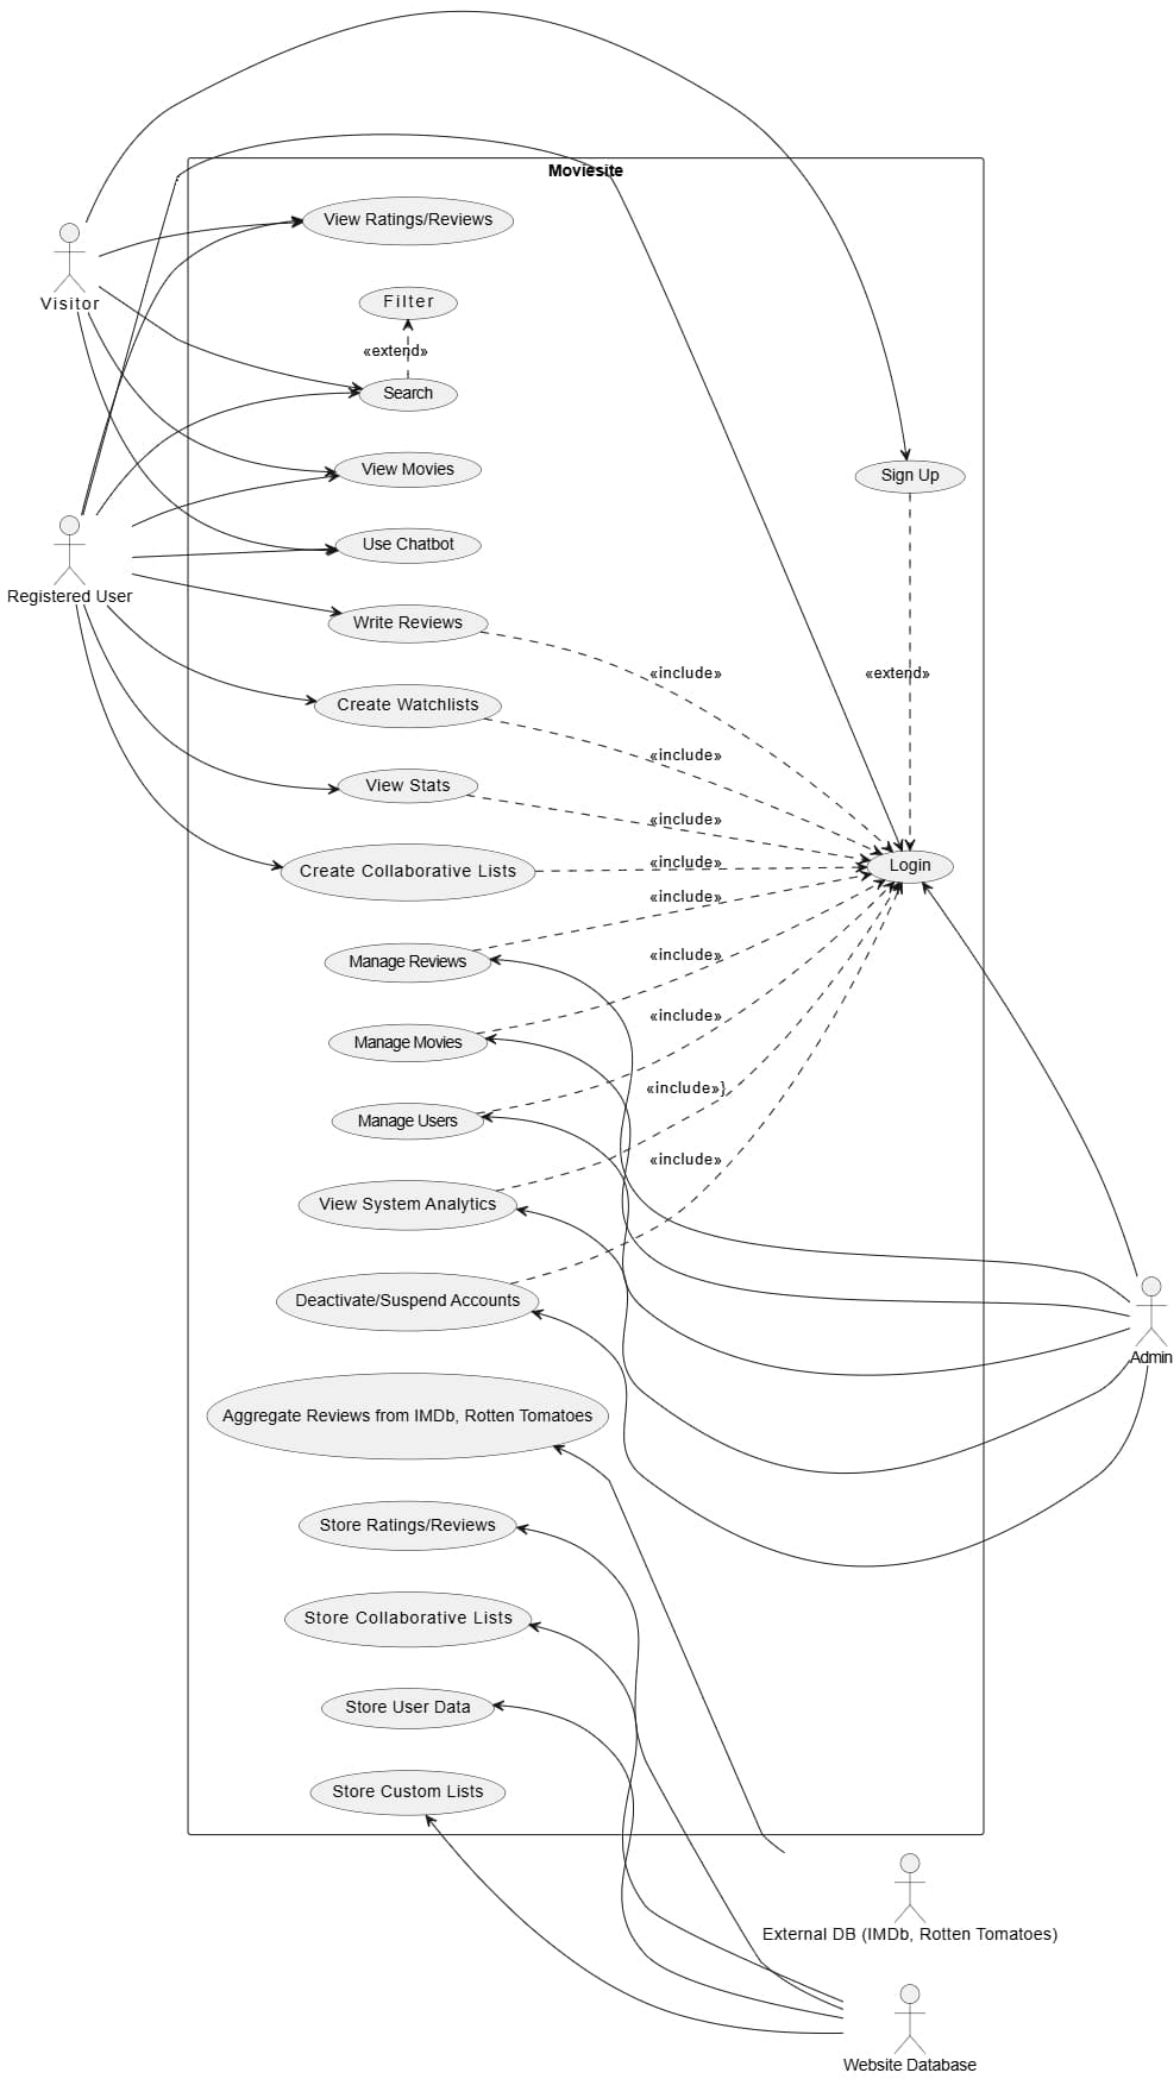 Moviesite
View Ratings/Reviews
Visitor
Filter
«extend»
Search
View Movies
Sign Up
Use Chatbot
Registered User
Write Reviews
«include»
«extend»
Create Watchlists
«include»
View Stats
«include»
Create Collaborative Lists
«include»
Login
«include»
Manage Reviews
«include»
«include»
Manage Movies
«include»}
Manage Users
«include»
View System Analytics
Deactivate/Suspend Accounts
Admin
Aggregate Reviews from IMDb, Rotten Tomatoes
Store Ratings/Reviews
Store Collaborative Lists
Store User Data
Store Custom Lists
External DB (IMDb, Rotten Tomatoes)
Website Database